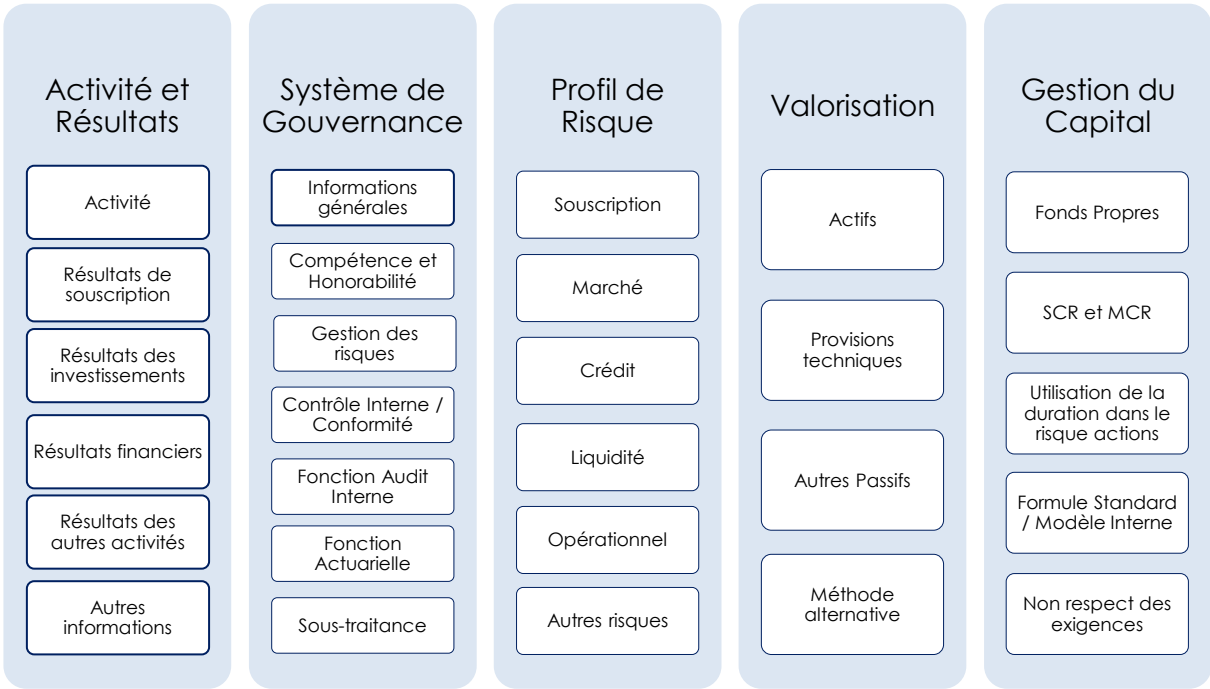 Activité et
Résultats
Activité
Résultats de
souscription
Résultats des
investissements
Résultats financiers
Résultats des
autres activités
Autres
informations
Système de
Gouvernance
Informations
générales
Compétence et
Honorabilité
Gestion des
risques
Contrôle Interne /
Conformité
Fonction Audit
Interne
Fonction
Actuarielle
Sous-traitance
Profil de
Risque
Souscription
Marché
Crédit
Liquidité
Opérationnel
Autres risques
Valorisation
Actifs
Provisions
techniques
Autres Passifs
Méthode
alternative
Gestion du
Capital
Fonds Propres
SCR et MCR
Utilisation de la
duration dans le
risque actions
Formule Standard
/ Modèle Interne
Non respect des
exigences